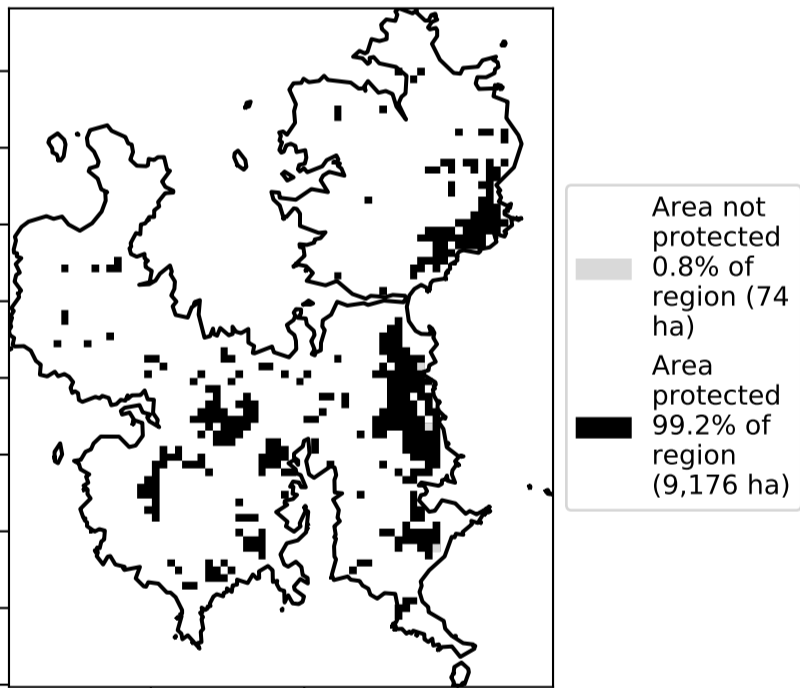 Area not
protected
0.8% of
region (74
ha)
Area
protected
99.2% of
region
(9,176 ha)